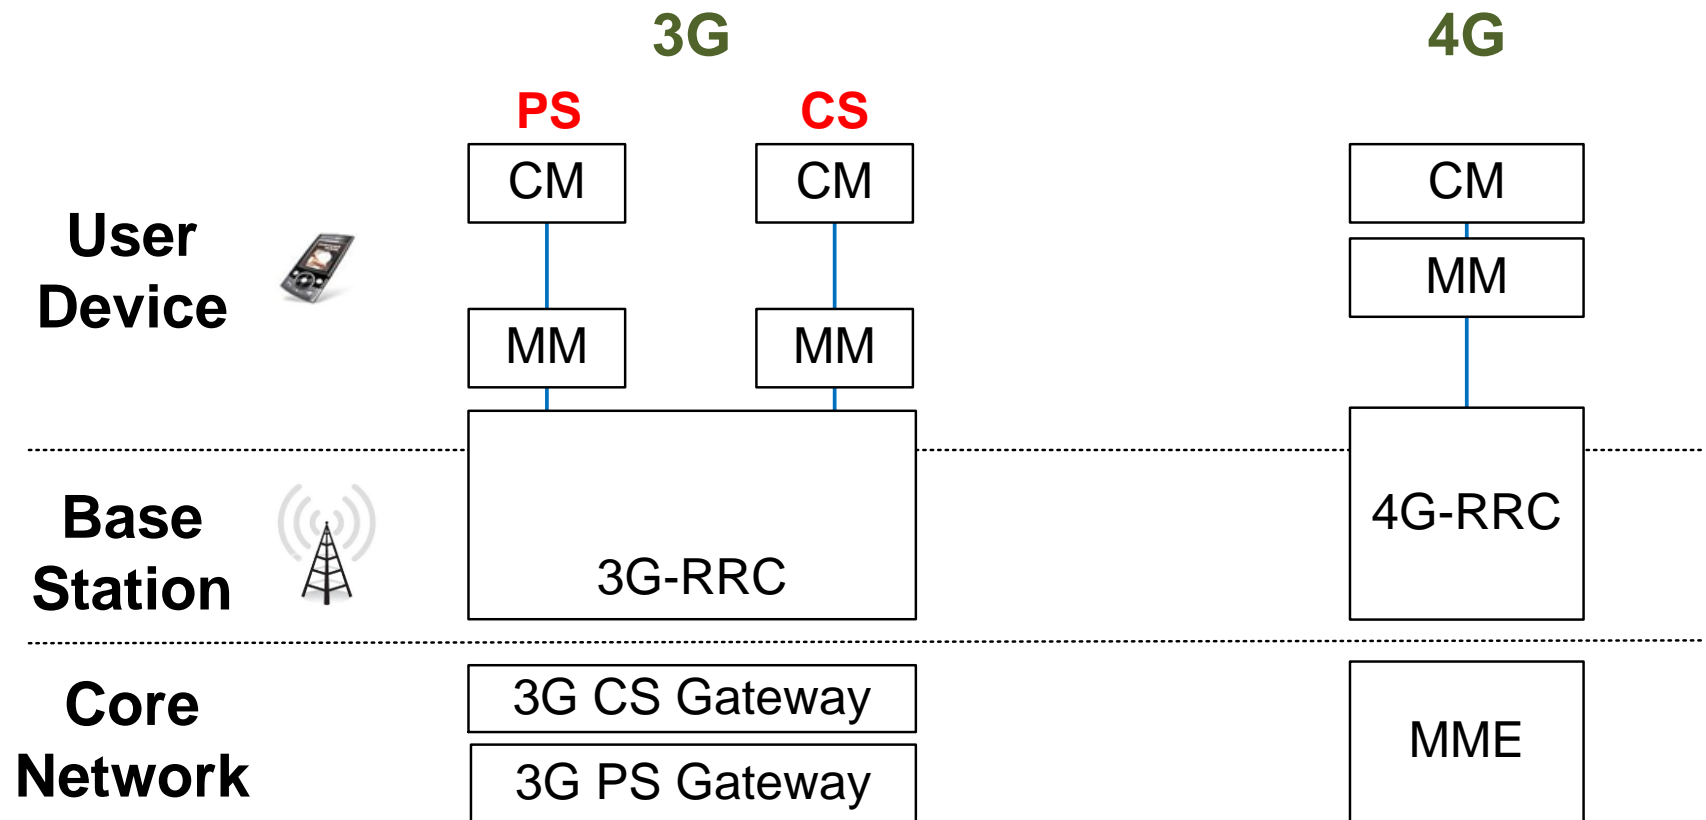 3G
4G
PS
CS
CM
CM
CM
User
Device
MM
MM
MM
Base
Station
3G-RRC
4G-RRC
Core
Network
3G CS Gateway
3G PS Gateway
MME